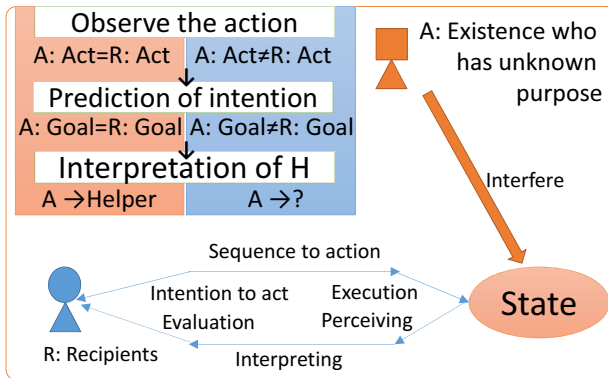 Observe the action
A: Act=R: Act
A: Act≠R: Act
Prediction of intention
A: Goal=R: Goal
A: Goal≠R: Goal
Interpretation of H
A →Helper
A →?
A: Existence who
has unknown
purpose
Interfere
Sequence to action
Intention to act
Execution
Evaluation
Perceiving
Interpreting
R: Recipients
State